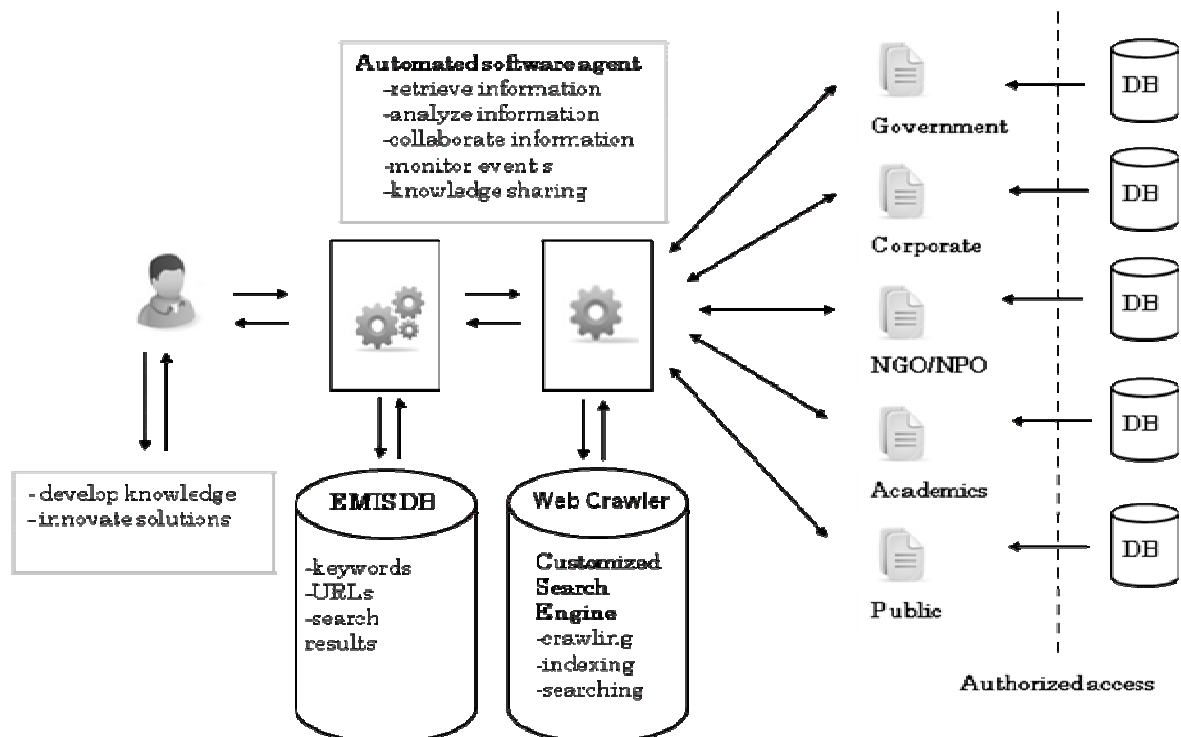 Automated software agent
-retrieve information
-analyze information
-collaborate information
-monitor events
-knowledge sharing
Government
Corporate
NGO/NPO
Academics
Public
DB
DB
DB
DB
DB
Authorized access
- develop knowledge
- innovate solutions
EMIS DB
-keywords
-URLs
-search
results
Web Crawler
Customized
Search
Engine
-crawling
-indexing
-searching